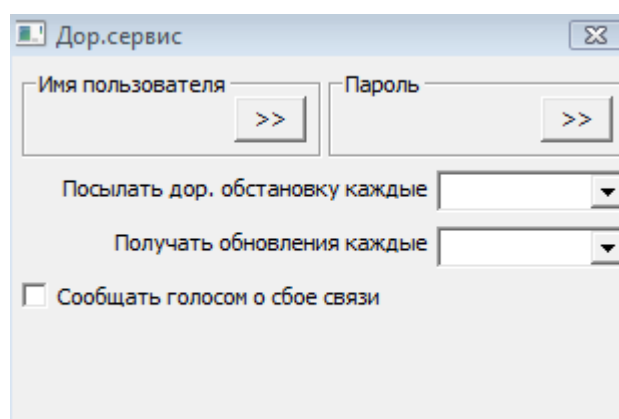 Дор.сервис
Имя пользователя
Пароль
>>
>>
Посылать дор. обстановку каждые
Получать обновления каждые
Сообщать голосом о сбое связи